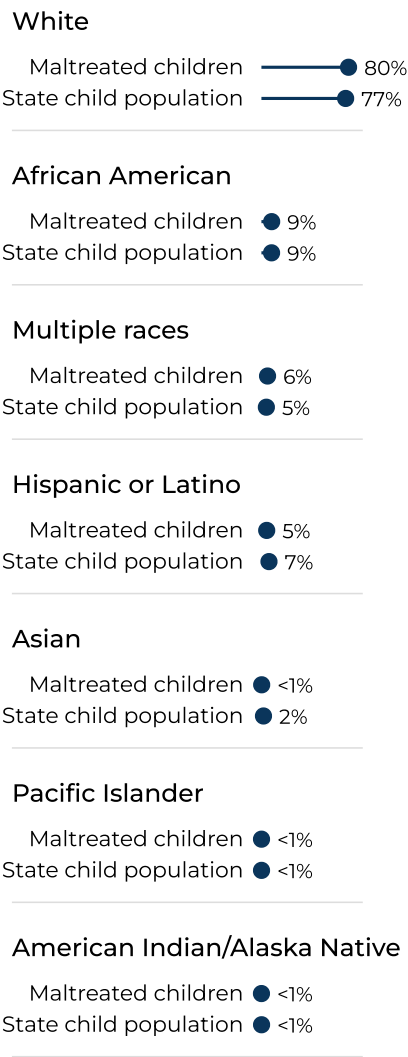 White
Maltreated children 80%
State child population 77%
African American
Maltreated children 9%
State child population 9%
Multiple races
Maltreated children 6%
State child population 5%
Hispanic or Latino
Maltreated children 5%
State child population 7%
Asian
Maltreated children <1%
State child population 2%
Pacific Islander
Maltreated children <1%
State child population <1%
American Indian/Alaska Native
Maltreated children <1%
State child population <1%